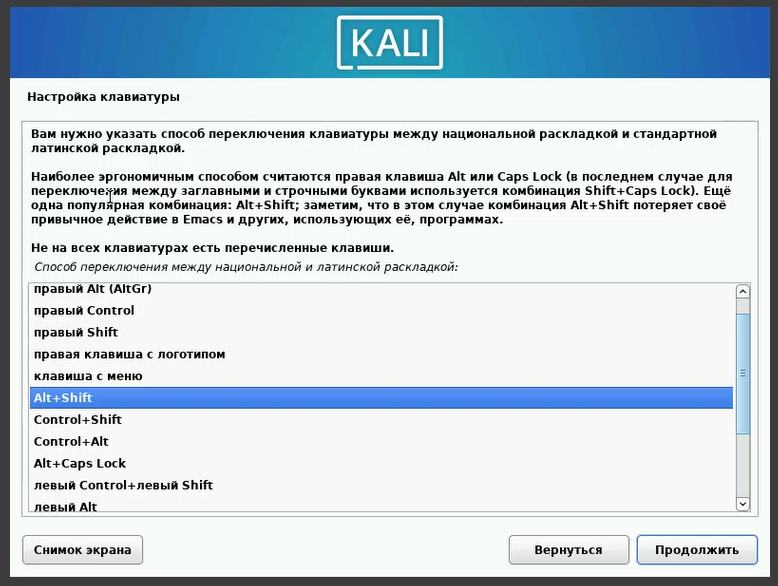 KALI
Настройка клавиатуры
Вам нужно указать способ переключения клавиатуры между национальной раскладкой и стандартной
латинской раскладкой.
Наиболее эргономичным способом считаются правая клавиша Alt или Caps Lock (в последнем случае для
переключения между заглавными и строчными буквами используется комбинация Shift+Caps Lock). Ещё
одна популярная комбинация: Alt+Shift; заметим, что в этом случае комбинация Alt+Shift потеряет своё
привычное действие в Emacs и других, использующих её, программах.
Не на всех клавиатурах есть перечисленные клавиши.
Способ переключения между национальной и латинской раскладкой:
правый Alt (AltGr)
правый Control
правый Shift
правая клавиша с логотипом
клавиша с меню
Alt+Shift
Control+Shift
Control+Alt
Alt+Caps Lock
левый Control+левый Shift
левый Alt
Снимок экрана
Вернуться
Продолжить